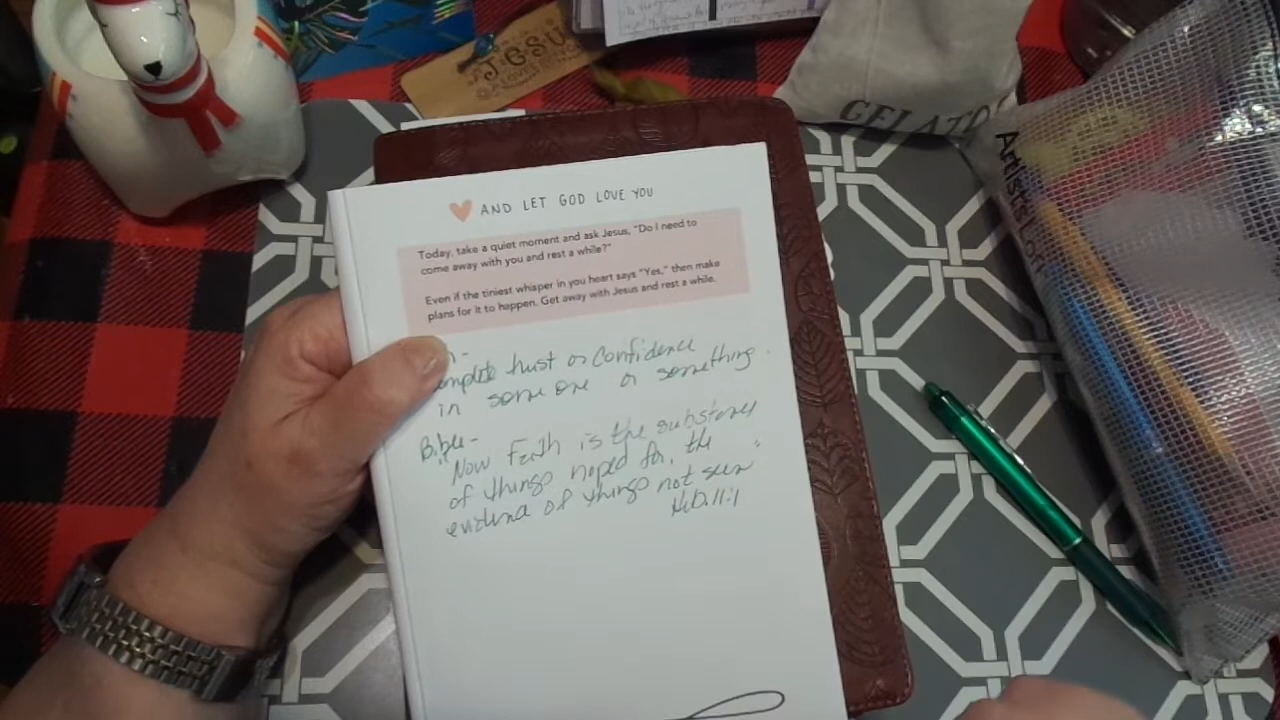 JESUS
LOVES
GELATO
Artist Loft
AND LET GOD LOVE YOU
Today, take a quiet moment and ask Jesus, "Do I need to
come away with you and rest a while?"
Even if the tiniest whisper in you heart says "Yes," then make
plans for it to happen. Get away with Jesus and rest a while.
trust or confidence
in someone or something
Bible-
"Now Faith is the substance
of things hoped for, the
evidence of things not seen"
Heb. 11:1